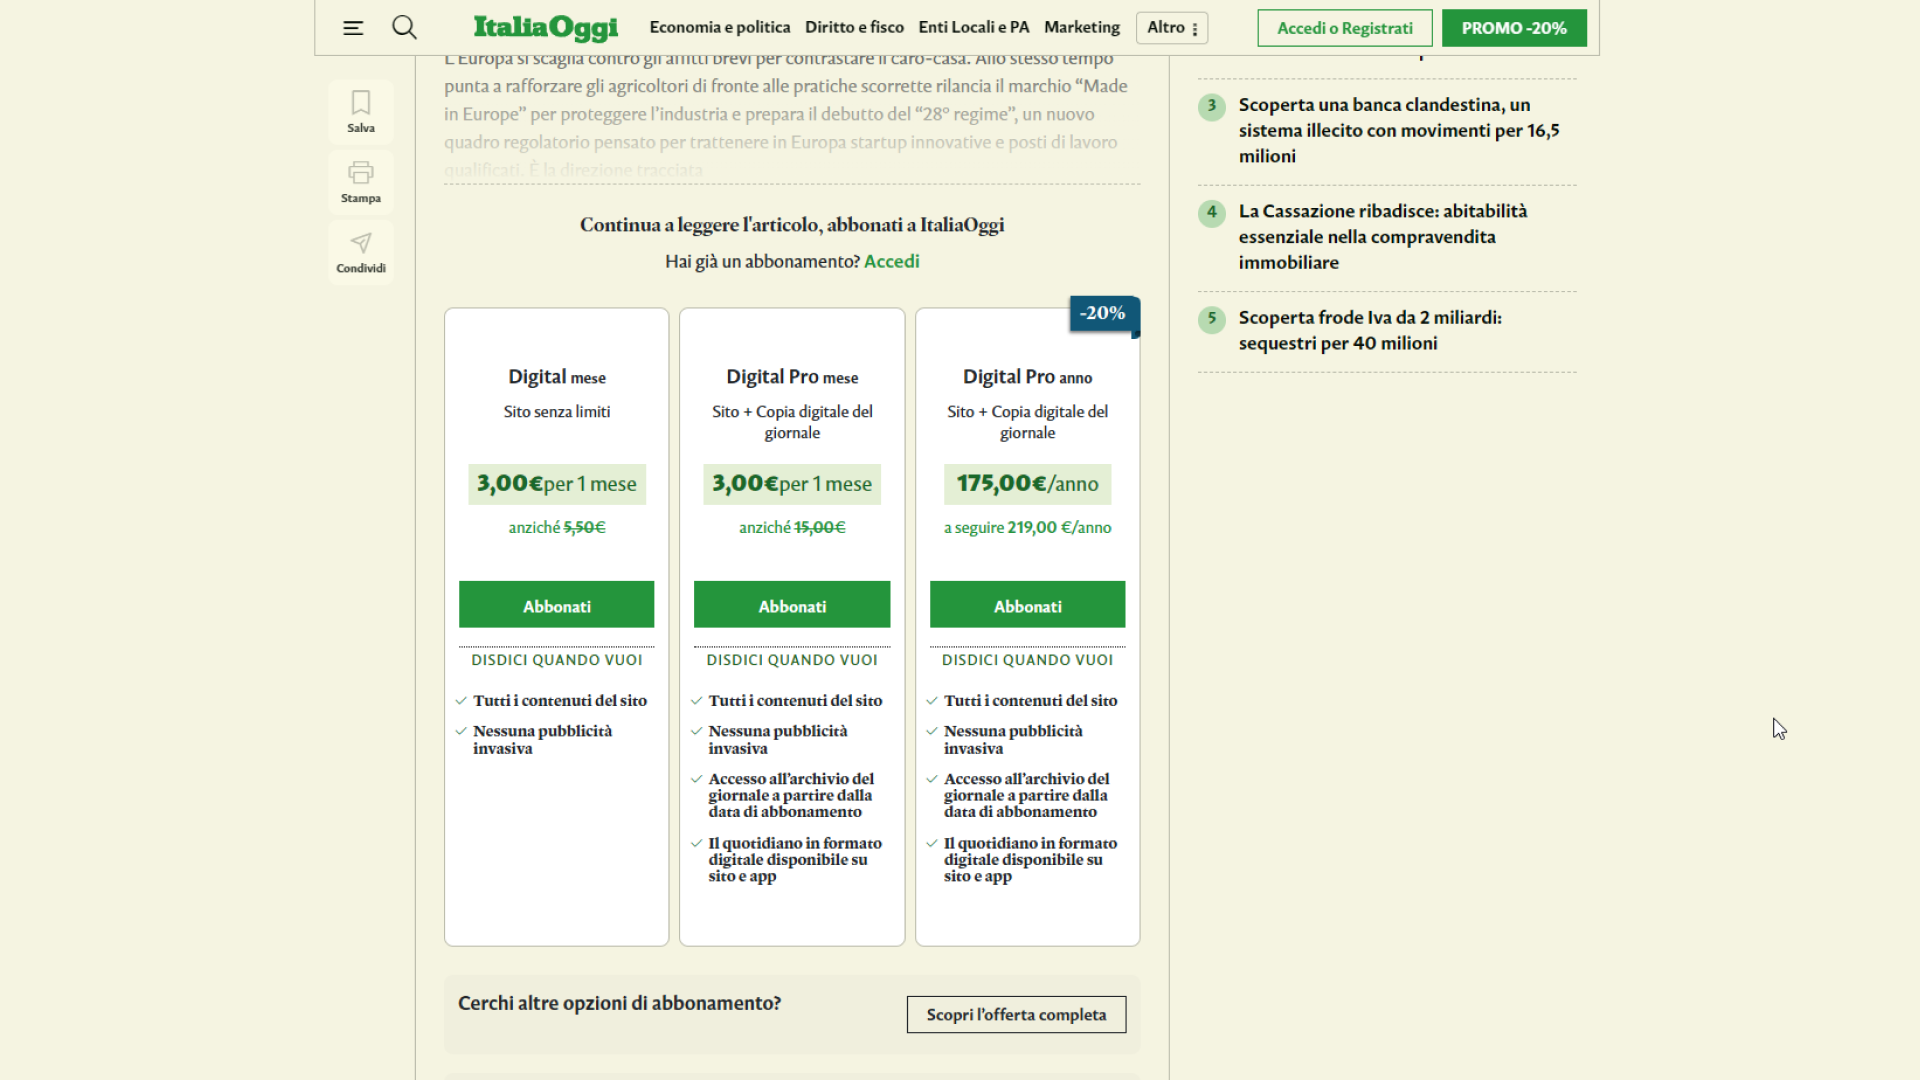 ItaliaOggi
Economia e politica
Diritto e fisco
Enti Locali e PA
Marketing
Altro
Accedi o Registrati
PROMO -20%
Salva
Stampa
Condividi
L'Europa si scaglia contro gli affitti brevi per contrastare il caro-casa. Allo stesso tempo
punta a rafforzare gli agricoltori di fronte alle pratiche scorrette rilancia il marchio “Made
in Europe” per proteggere l’industria e prepara il debutto del “28° regime”, un nuovo
quadro regolatorio pensato per trattenere in Europa startup innovative e posti di lavoro
qualificati. È la direzione tracciata
Continua a leggere l'articolo, abbonati a ItaliaOggi
Hai già un abbonamento? Accedi
Digital mese
Sito senza limiti
3,00€per 1 mese
anziché 5,50€
Abbonati
DISDICI QUANDO VUOI
Tutti i contenuti del sito
Nessuna pubblicità
invasiva
Digital Pro mese
Sito + Copia digitale del
giornale
3,00€per 1 mese
anziché 15,00€
Abbonati
DISDICI QUANDO VUOI
Tutti i contenuti del sito
Nessuna pubblicità
invasiva
Accesso all’archivio del
giornale a partire dalla
data di abbonamento
Il quotidiano in formato
digitale disponibile su
sito e app
-20%
Digital Pro anno
Sito + Copia digitale del
giornale
175,00€/anno
a seguire 219,00 €/anno
Abbonati
DISDICI QUANDO VUOI
Tutti i contenuti del sito
Nessuna pubblicità
invasiva
Accesso all’archivio del
giornale a partire dalla
data di abbonamento
Il quotidiano in formato
digitale disponibile su
sito e app
Cerchi altre opzioni di abbonamento?
Scopri l’offerta completa
3
Scoperta una banca clandestina, un
sistema illecito con movimenti per 16,5
milioni
4
La Cassazione ribadisce: abitabilità
essenziale nella compravendita
immobiliare
5
Scoperta frode Iva da 2 miliardi:
sequestri per 40 milioni